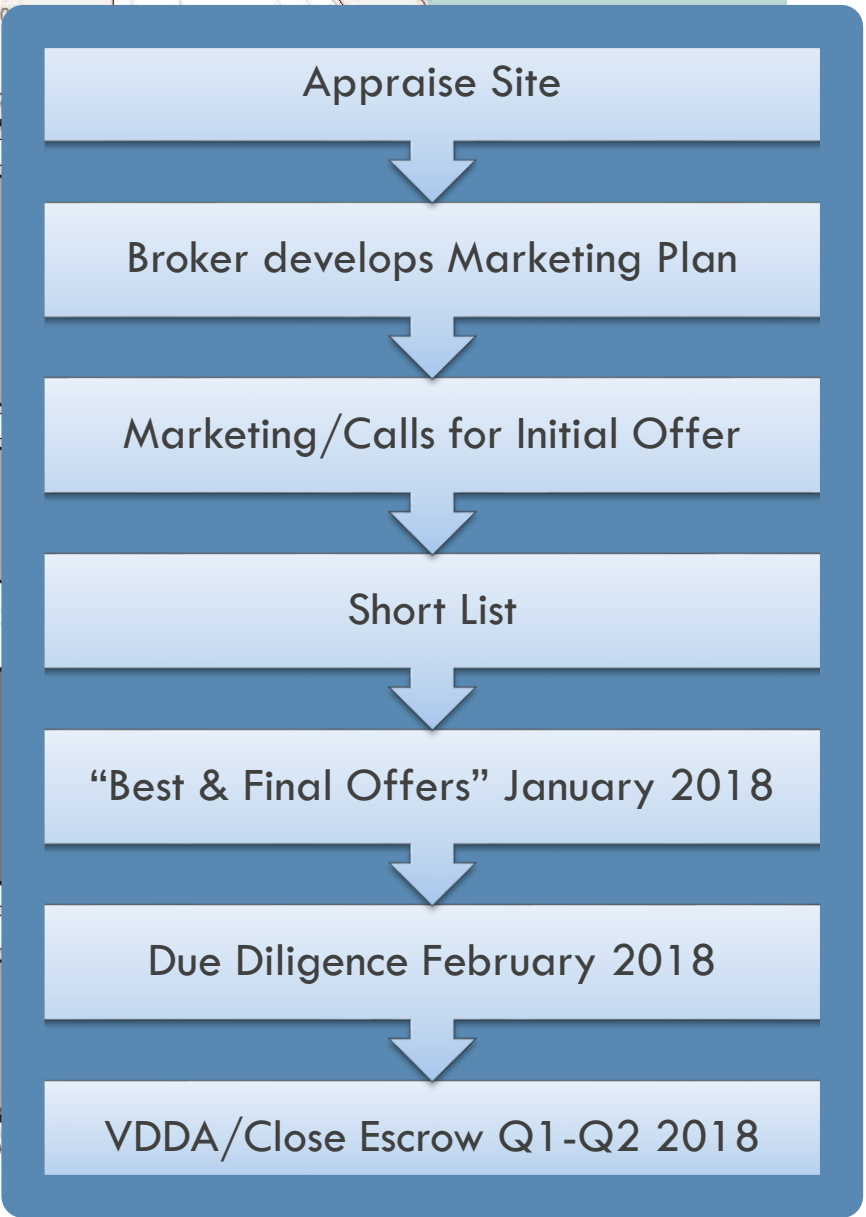 Appraise Site
Broker develops Marketing Plan
Marketing/Calls for Initial Offer
Short List
“Best & Final Offers” January 2018
Due Diligence February 2018
VDDA/Close Escrow Q1-Q2 2018